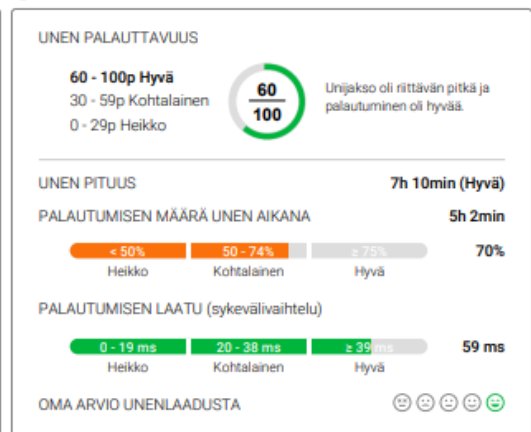 UNEN PALAUTTAVUUS
60 - 100p Hyvä
30 - 59p Kohtalainen
0 - 29p Heikko
60
100
Unijakso oli riittävän pitkä ja
palautuminen oli hyvää.
UNEN PITUUS 7h 10min (Hyvä)
PALAUTUMISEN MÄÄRÄ UNEN AIKANA 5h 2min
< 50% 50 - 74% ≥ 75% 70%
Heikko Kohtalainen Hyvä
PALAUTUMISEN LAATU (sykevälivaihtelu)
0 - 19 ms 20 - 38 ms ≥ 39 ms 59 ms
Heikko Kohtalainen Hyvä
OMA ARVIO UNENLAADUSTA